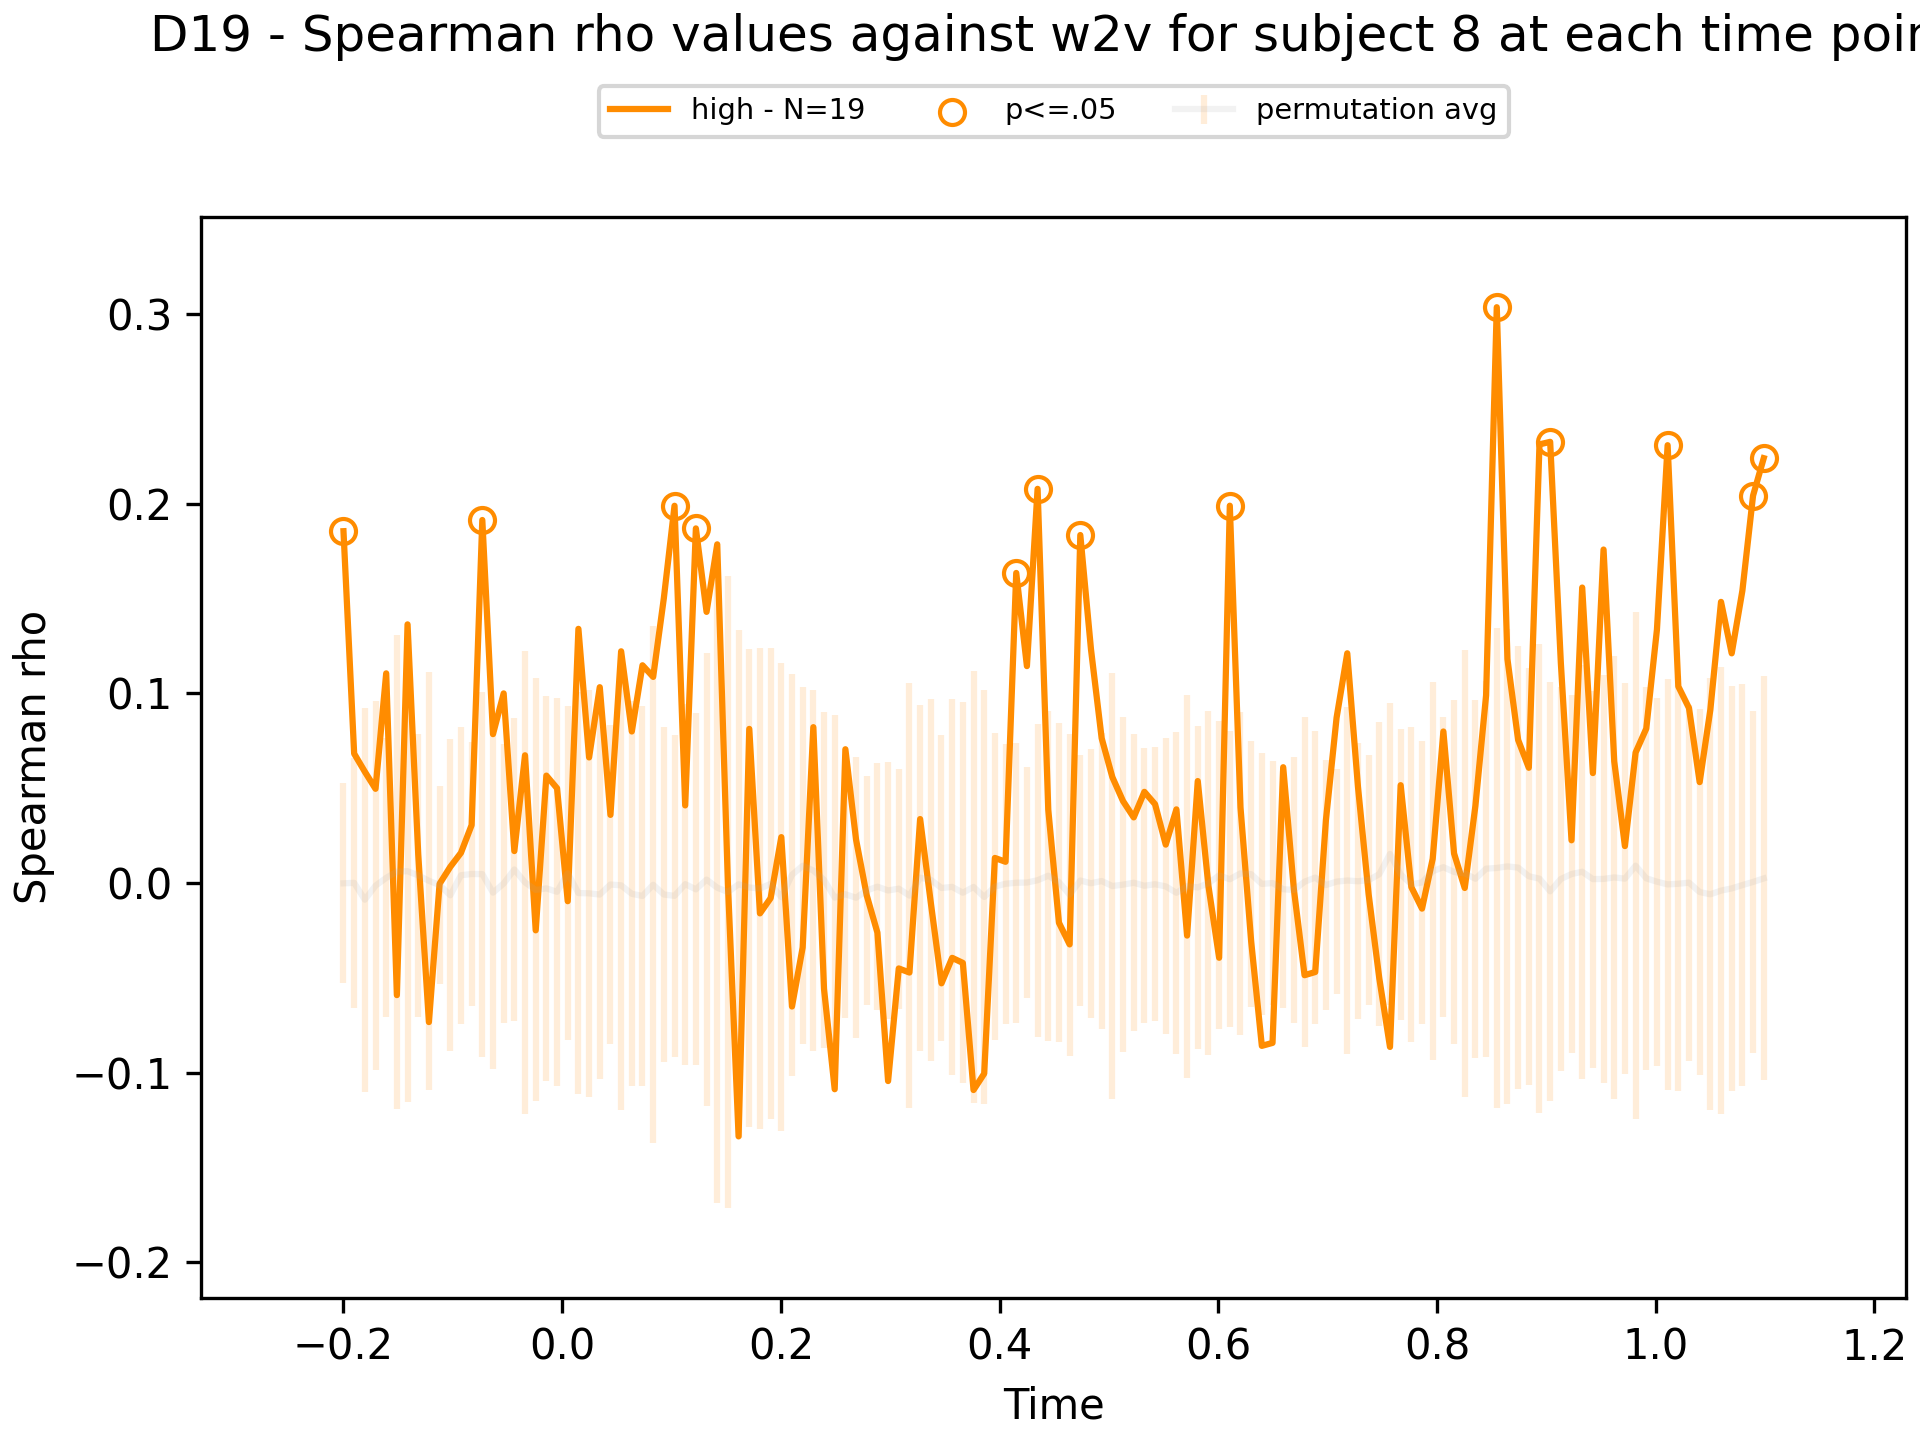 D19 - Spearman rho values against w2v for subject 8 at each time
high - N=19 p<=.05 permutation avg
Spearman rho
0.3
0.2
0.1
0.0
−0.1
−0.2
−0.2 0.0 0.2 0.4 0.6 0.8 1.0 1.2
Time